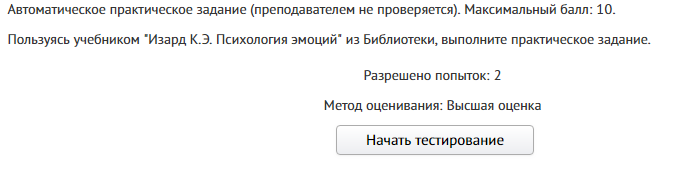 Автоматическое практическое задание (преподавателем не проверяется). Максимальный балл: 10.
Пользуясь учебником "Изард К.Э. Психология эмоций" из Библиотеки, выполните практическое задание.
Разрешено попыток: 2
Метод оценивания: Высшая оценка
Начать тестирование